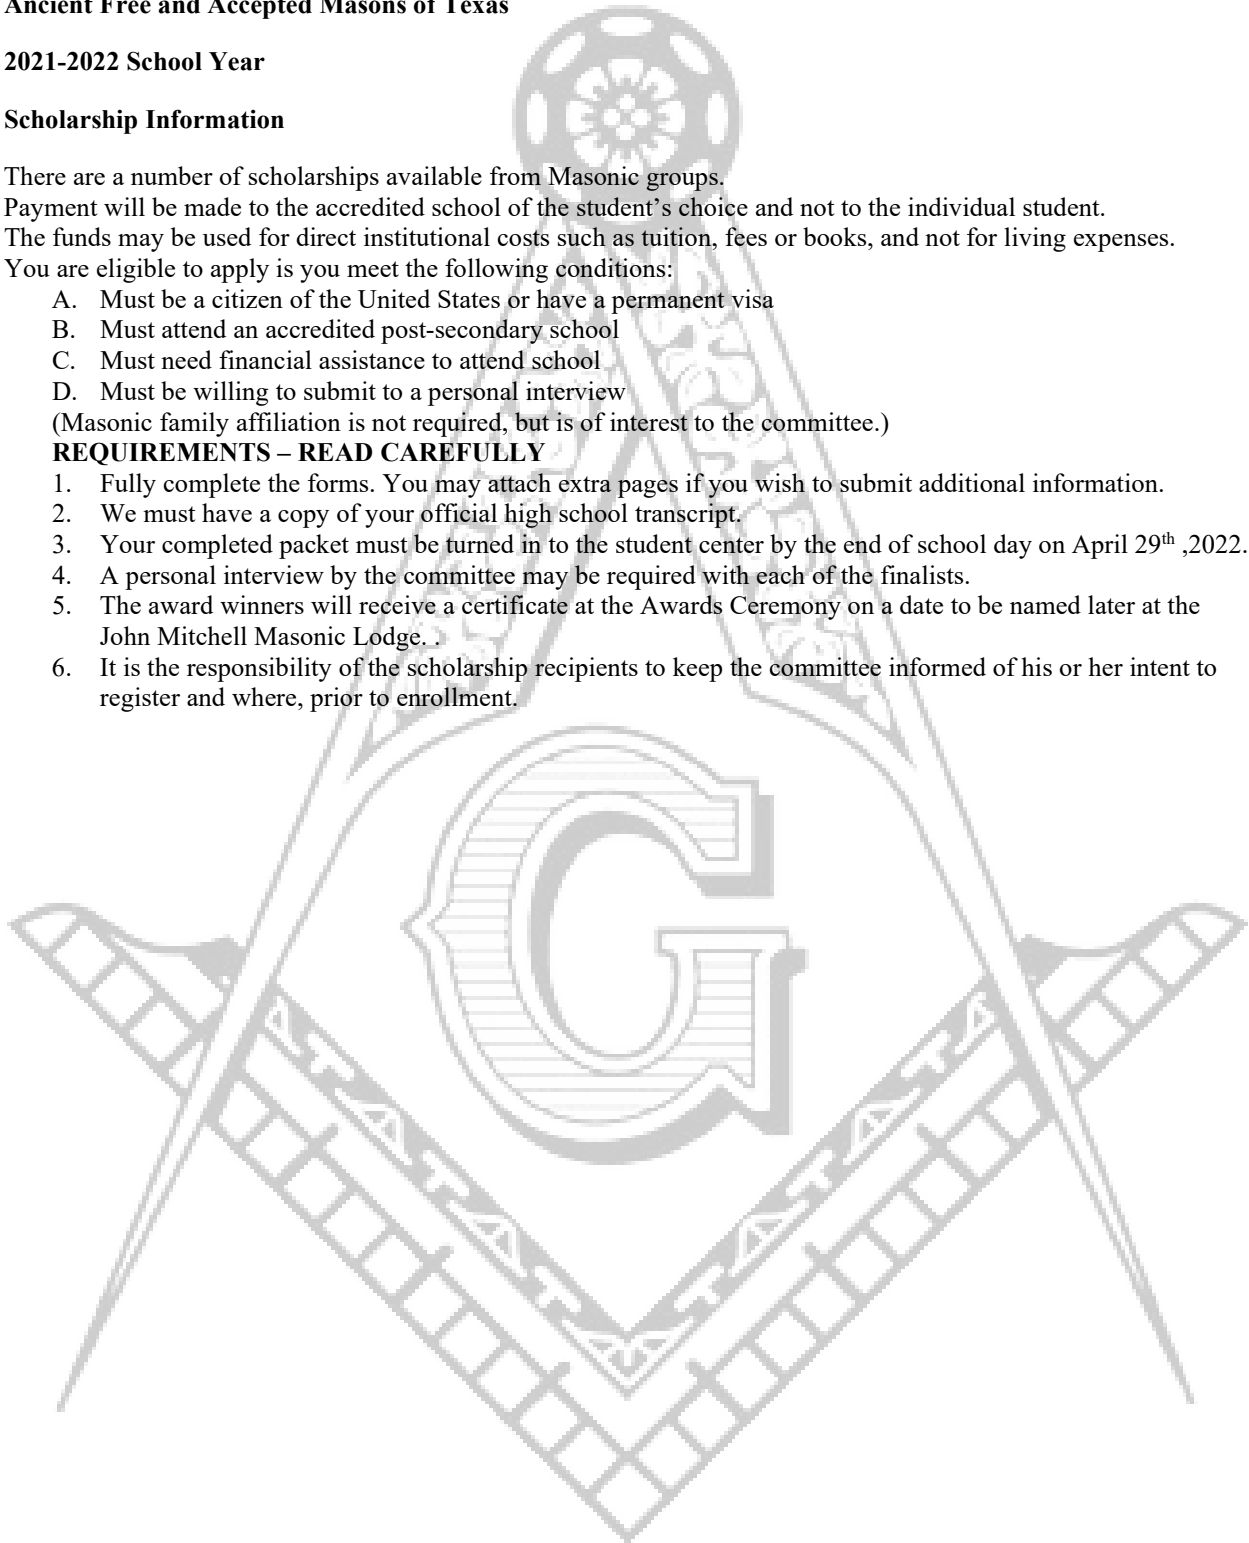 Ancient Free and Accepted Masons of Texas
2021-2022 School Year
Scholarship Information
There are a number of scholarships available from Masonic groups.
Payment will be made to the accredited school of the student’s choice and not to the individual student.
The funds may be used for direct institutional costs such as tuition, fees or books, and not for living expenses.
You are eligible to apply is you meet the following conditions:
A. Must be a citizen of the United States or have a permanent visa
B. Must attend an accredited post-secondary school
C. Must need financial assistance to attend school
D. Must be willing to submit to a personal interview
(Masonic family affiliation is not required, but is of interest to the committee.)
REQUIREMENTS – READ CAREFULLY
1. Fully complete the forms. You may attach extra pages if you wish to submit additional information.
2. We must have a copy of your official high school transcript.
3. Your completed packet must be turned in to the student center by the end of school day on April 29th ,2022.
4. A personal interview by the committee may be required with each of the finalists.
5. The award winners will receive a certificate at the Awards Ceremony on a date to be named later at the
John Mitchell Masonic Lodge. .
6. It is the responsibility of the scholarship recipients to keep the committee informed of his or her intent to
register and where, prior to enrollment.
G